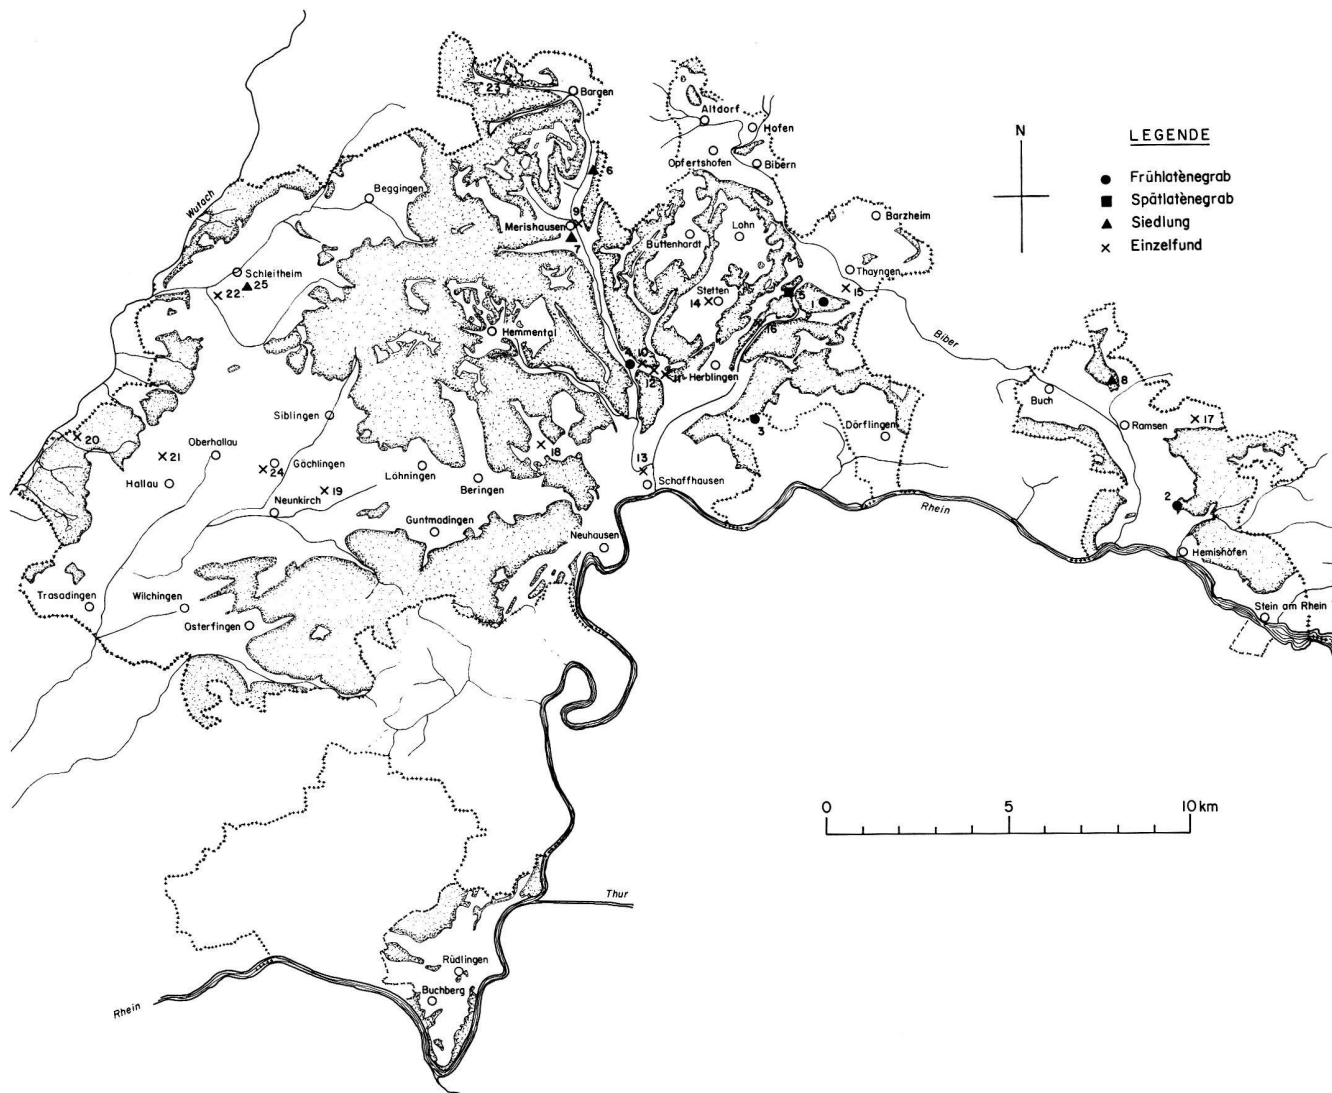 23
Bargen
Altdorf
Hofen
Opfertshofen
Bibern
6
Beggingen
Wutach
9
Merishausen
7
Büttenhardt
Lohn
Barzheim
Thayngen
Schleitheim
22
25
Stetten
14
5
1
15
16
Hemmental
Biber
4
10
12
11
Herblingen
8
Buch
Siblingen
3
Dörflingen
Ramsen
17
20
21
Oberhallau
Hallau
24
Gächlingen
19
Neunkirch
Löhningen
Beringen
18
13
Schaffhausen
2
Rhein
Guntmadingen
Neuhausen
Hemishofen
Trasadingen
Wilchingen
Osterfingen
Stein am Rhein
N
LEGENDE
Frühlatènegrab
Spätlatènegrab
Siedlung
Einzelfund
0 5 10 km
Thur
Rüdlingen
Buchberg
Rhein